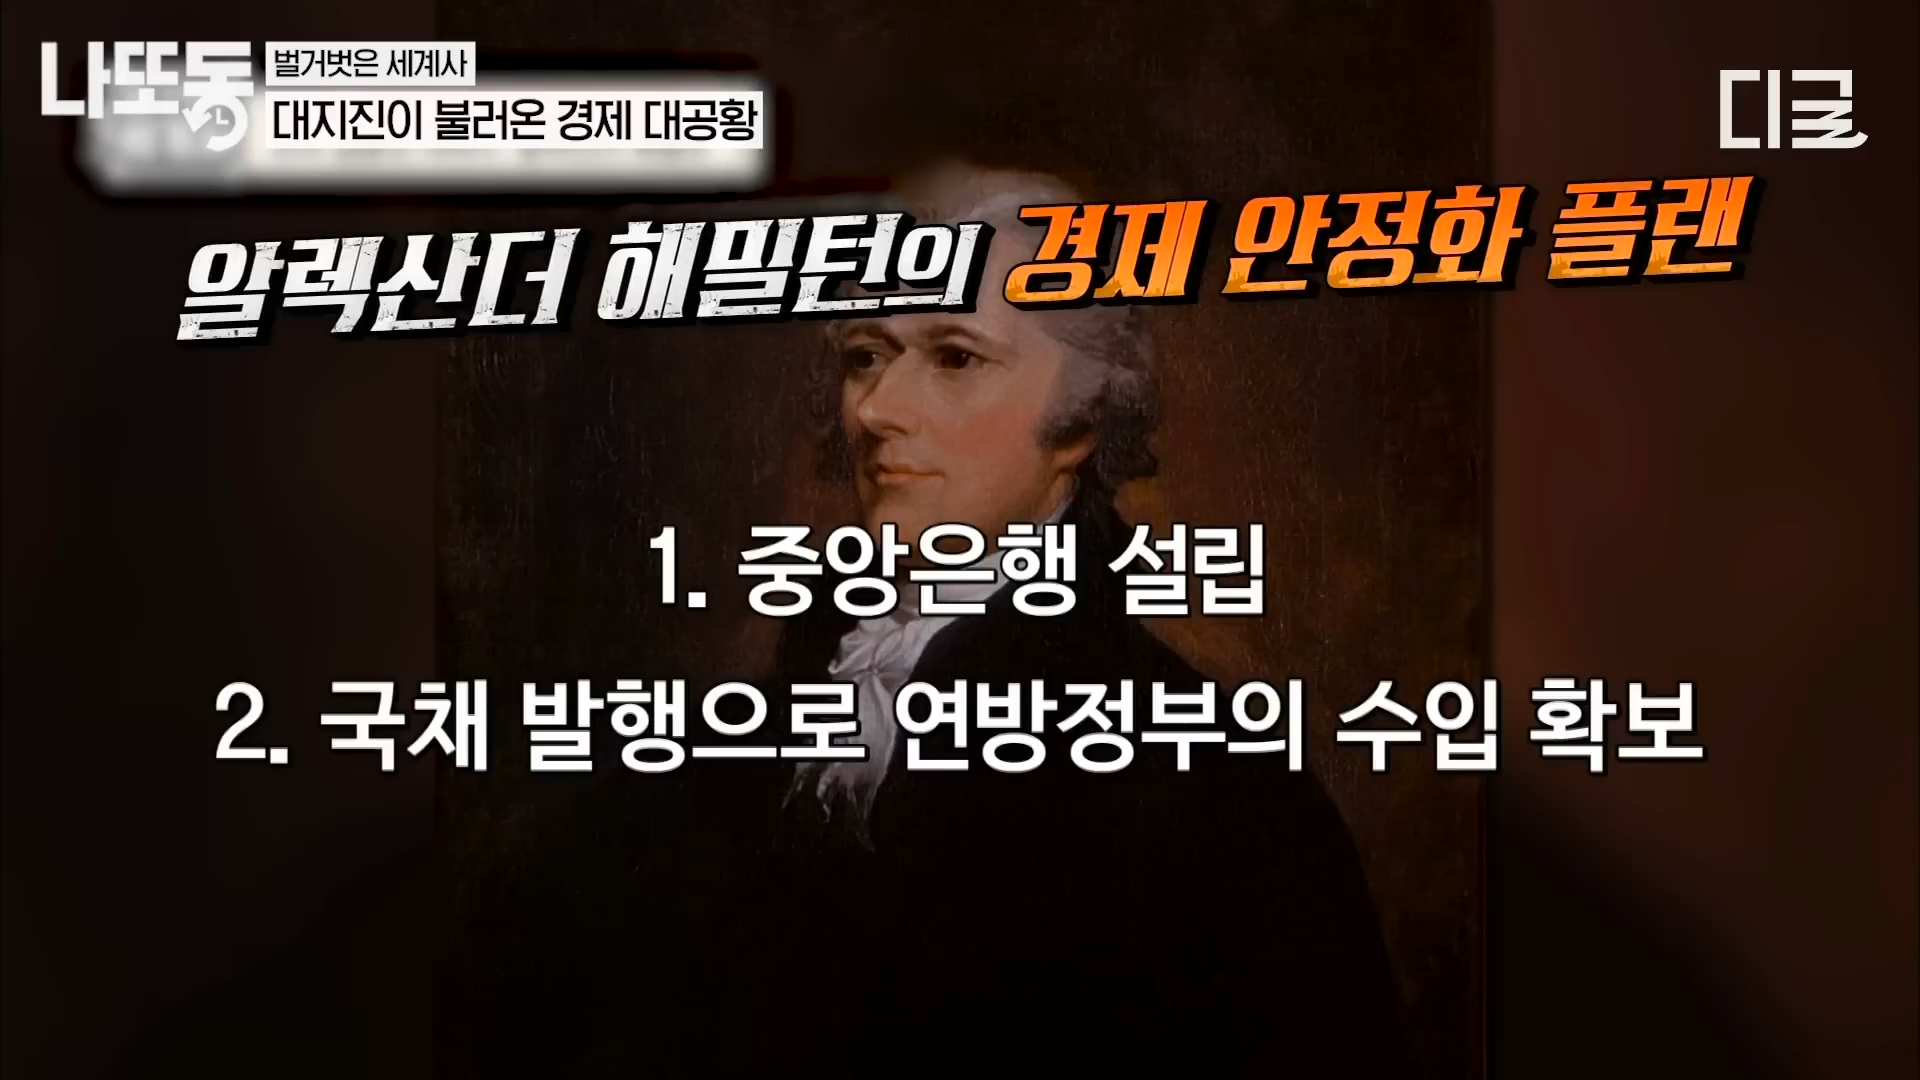 나또동
벌거벗은 세계사
대지진이 불러온 경제 대공황
디글
알렉산더 해밀턴의 경제 안정화 플랜
1. 중앙은행 설립
2. 국채 발행으로 연방정부의 수입 확보